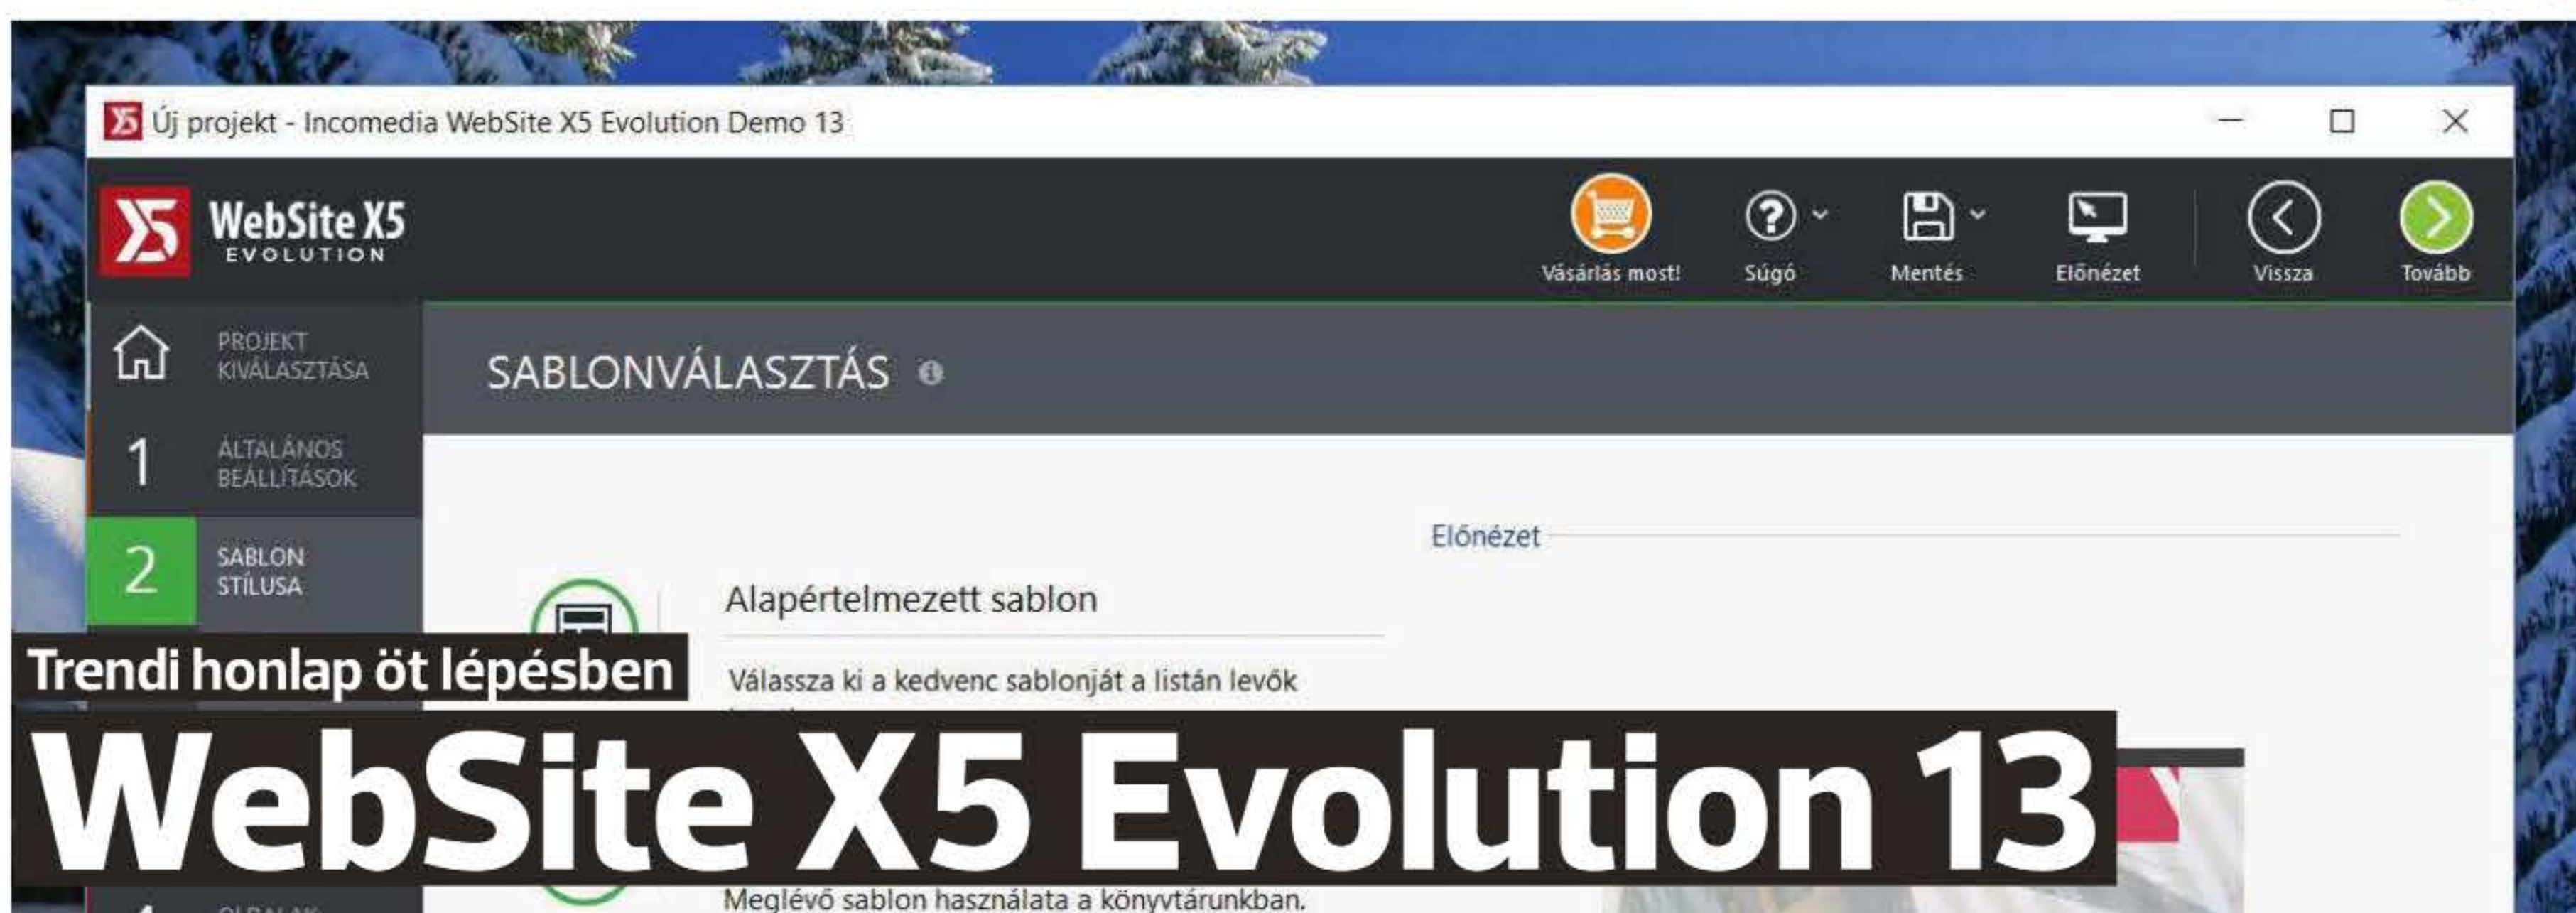 Új projekt - Incomedia WebSite X5 Evolution Demo 13
WebSite X5
EVOLUTION
Vásárlás most!
Súgó
Mentés
Előnézet
Vissza
Tovább
PROJEKT
KIVÁLASZTÁSA
SABLONVÁLASZTÁS
1
ÁLTALÁNOS
BEÁLLÍTÁSOK
2
SABLON
STÍLUSA
Előnézet
Alapértelmezett sablon
Válassza ki a kedvenc sablonját a listán levők
Trendi honlap öt lépésben
WebSite X5 Evolution 13
Meglévő sablon használata a könyvtárunkban.